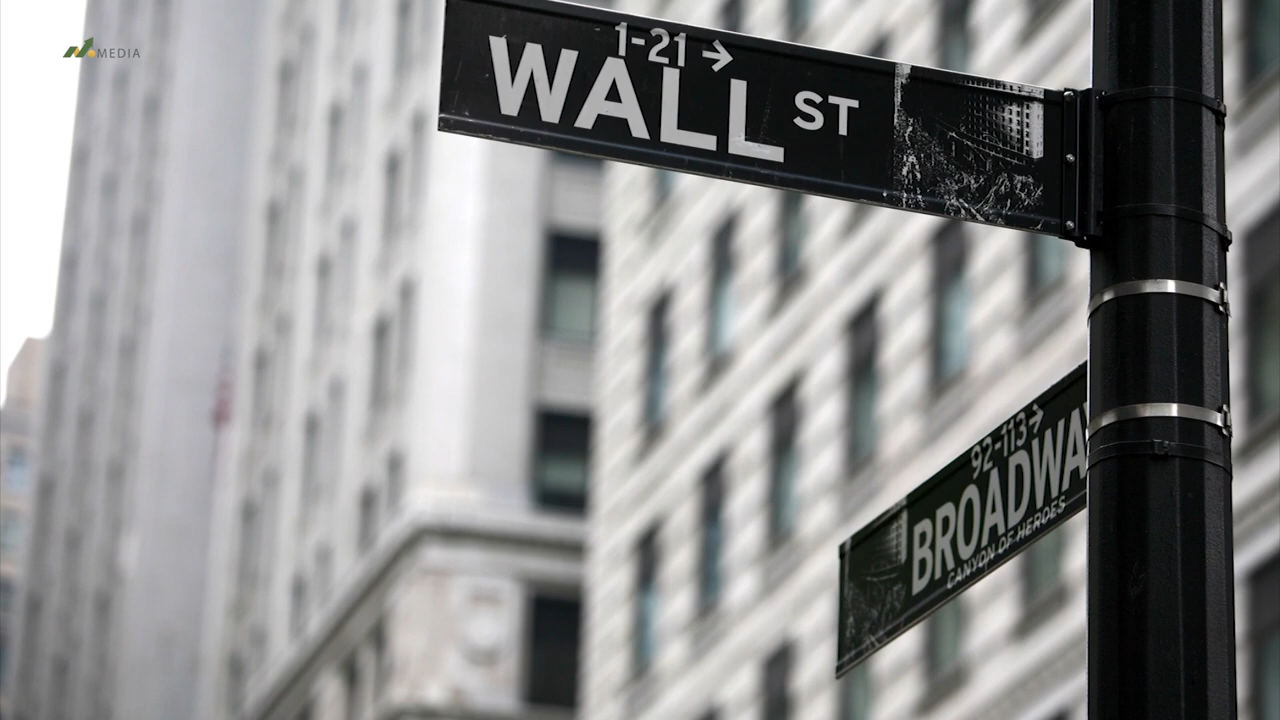 MEDIA
1-21 →
WALL ST
92-113 →
BROADWAY
CANYON OF HEROES